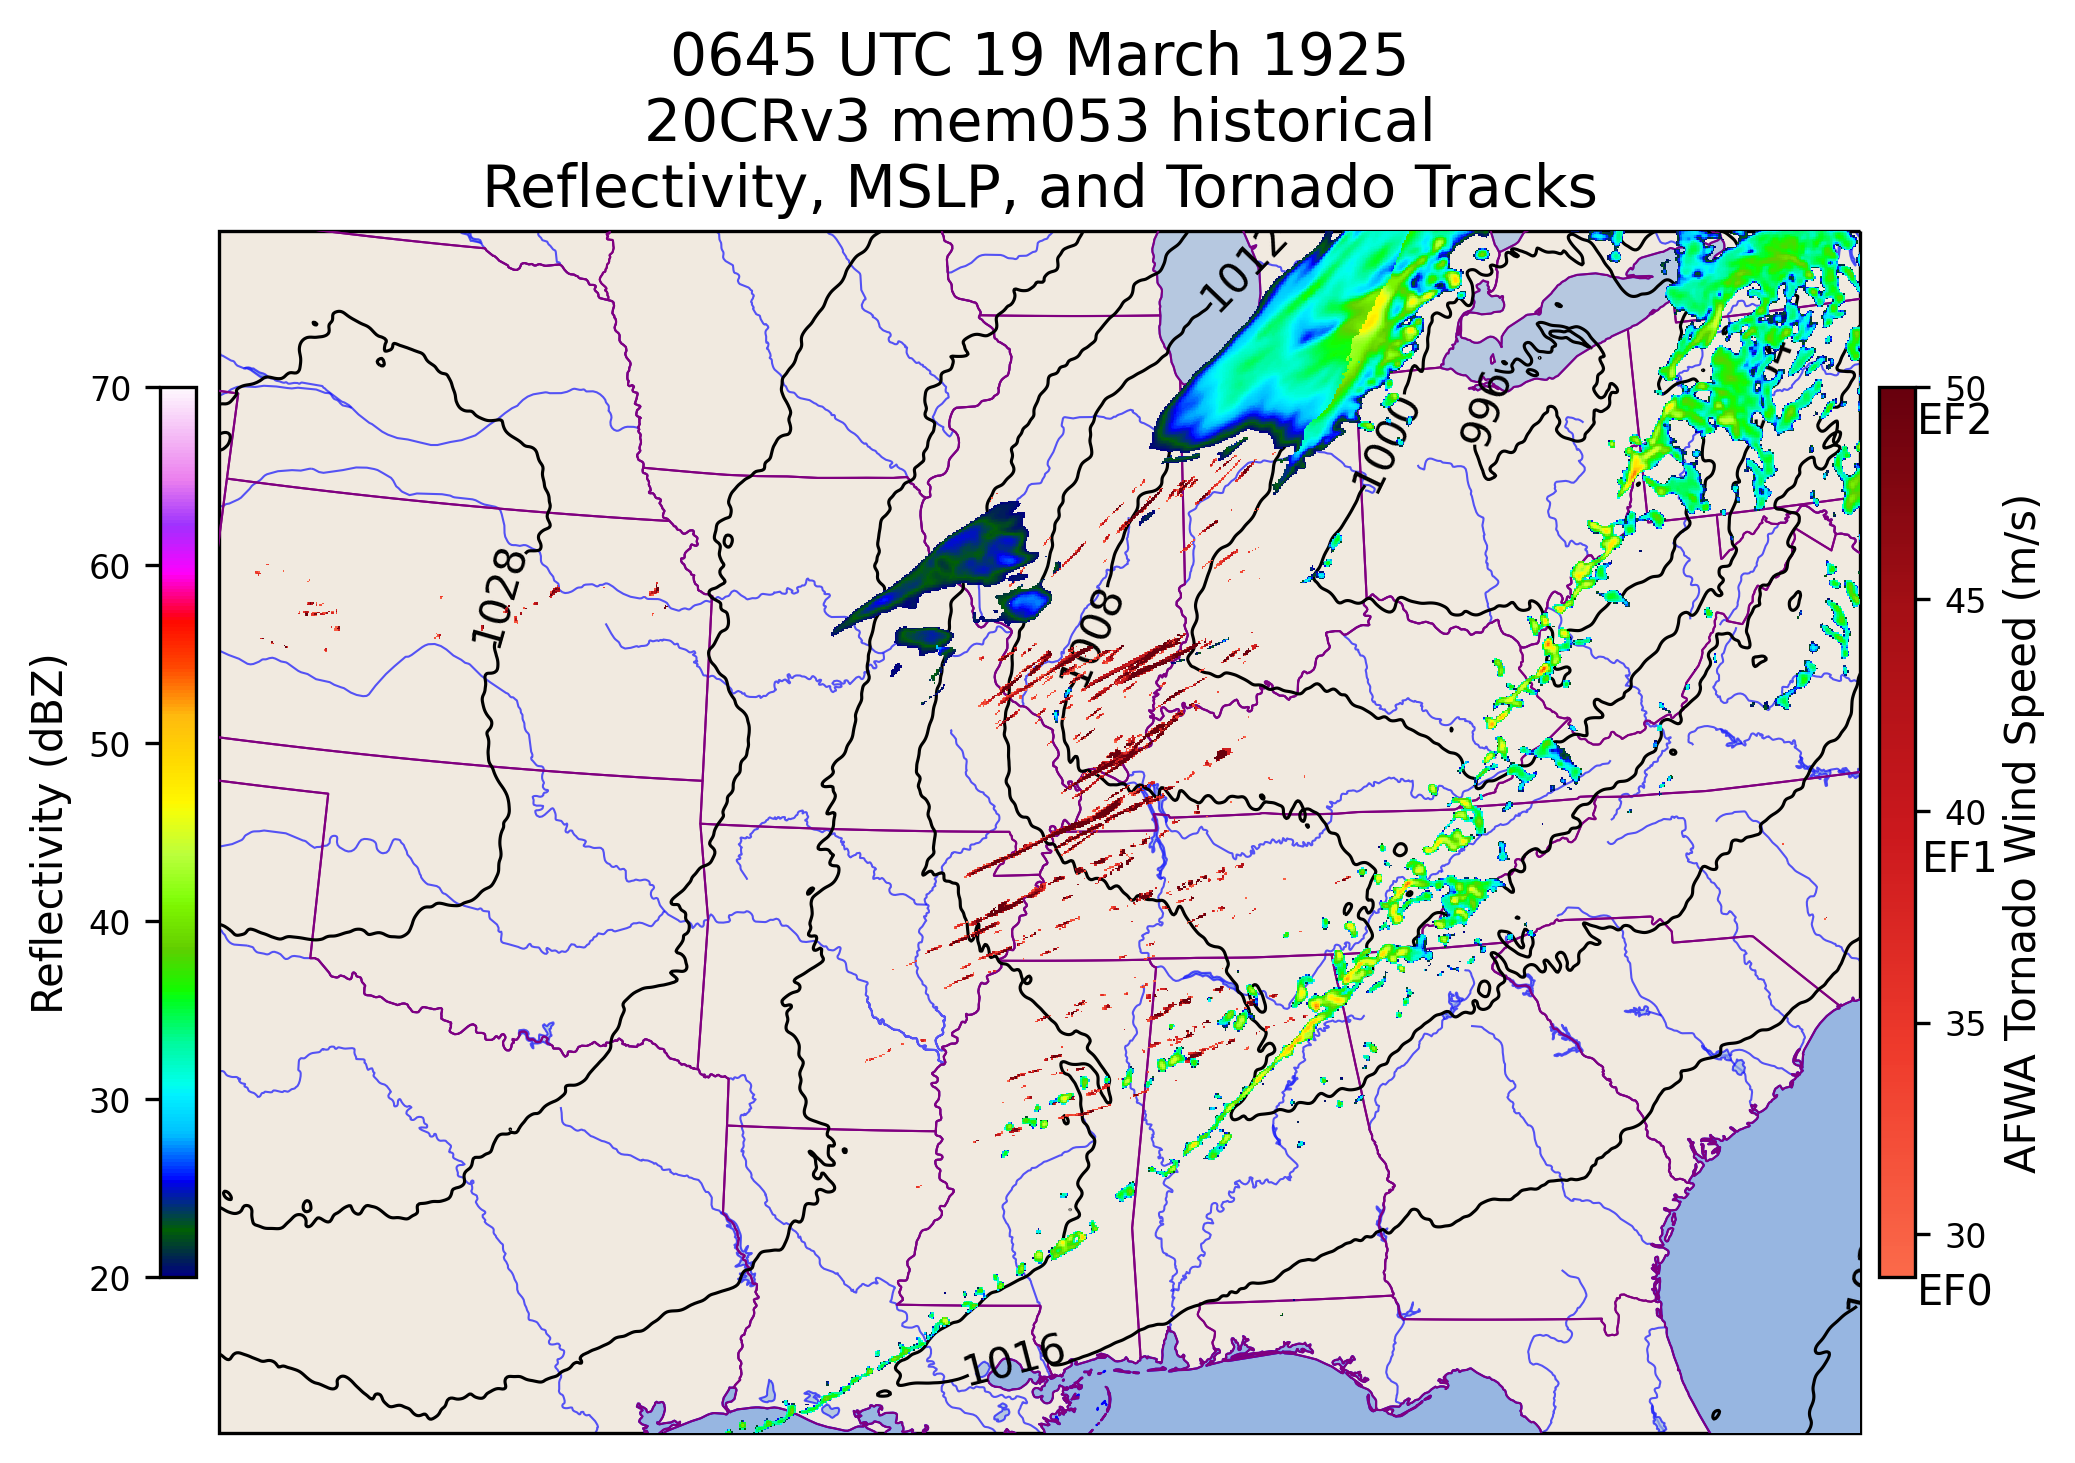 0645 UTC 19 March 1925
20CRv3 mem053 historical
Reflectivity, MSLP, and Tornado Tracks
Reflectivity (dBZ)
70
60
50
40
30
20
1012
996
1000
1028
1008
1016
50
EF2
45
40
EF1
35
30
EF0
AFWA Tornado Wind Speed (m/s)